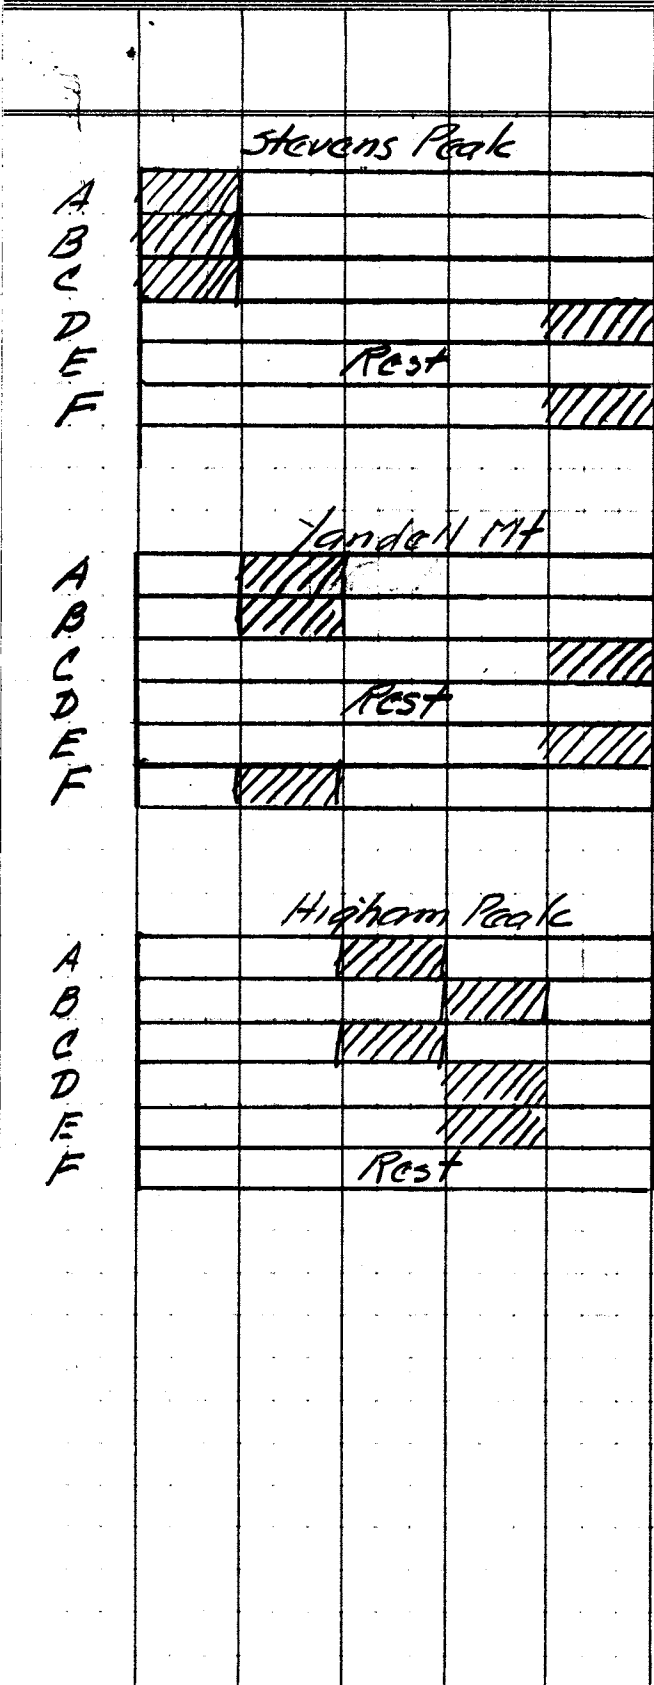 Stevens Peak
A
B
C
D
E Rest
F
Yandell Mt
A
B
C
D Rest
E
F
Higham Peak
A
B
C
D
E
F Rest